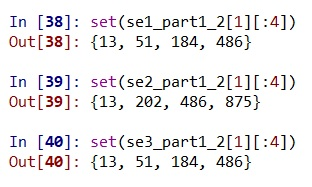 In [38]: set(se1_part1_2[1][:4])
Out[38]: {13, 51, 184, 486}
In [39]: set(se2_part1_2[1][:4])
Out[39]: {13, 202, 486, 875}
In [40]: set(se3_part1_2[1][:4])
Out[40]: {13, 51, 184, 486}